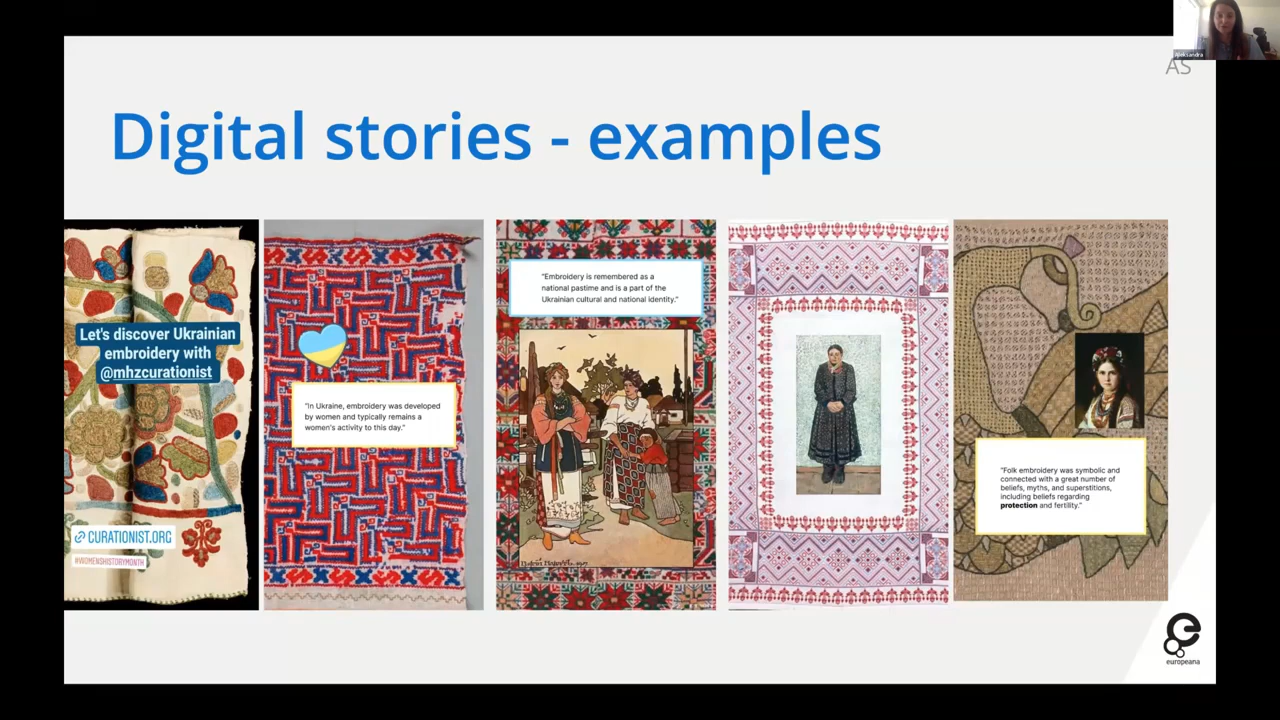 Aleksandra
AS
Digital stories - examples
Let's discover Ukrainian
embroidery with
@mhzcurationist
CURATIONIST.ORG
#WOMENSHISTORYMONTH
"In Ukraine, embroidery was developed
by women and typically remains a
women's activity to this day."
"Embroidery is remembered as a
national pastime and is a part of the
Ukrainian cultural and national identity."
"Folk embroidery was symbolic and
connected with a great number of
beliefs, myths, and superstitions,
including beliefs regarding
protection and fertility."
europeana